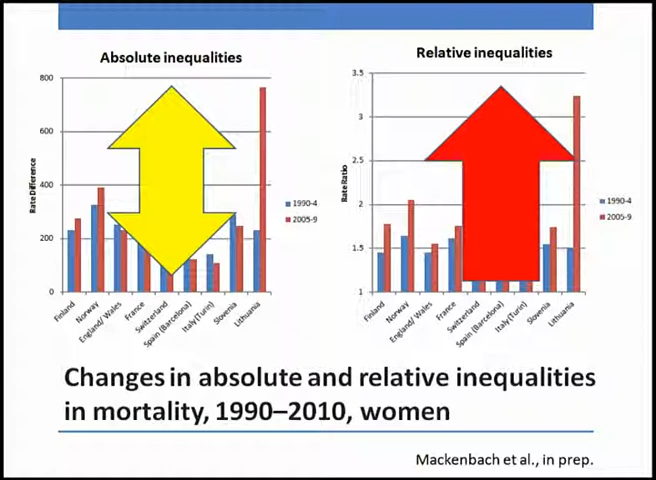 Absolute inequalities
800
600
400
200
0
Rate Difference
Finland
Norway
England/ Wales
France
Switzerland
Spain (Barcelona)
Italy (Turin)
Slovenia
Lithuania
1990-4
2005-9
Relative inequalities
3.5
3
2.5
2
1.5
1
Rate Ratio
Finland
Norway
England/ Wales
France
Switzerland
Spain (Barcelona)
Italy (Turin)
Slovenia
Lithuania
1990-4
2005-9
Changes in absolute and relative inequalities
in mortality, 1990–2010, women
Mackenbach et al., in prep.